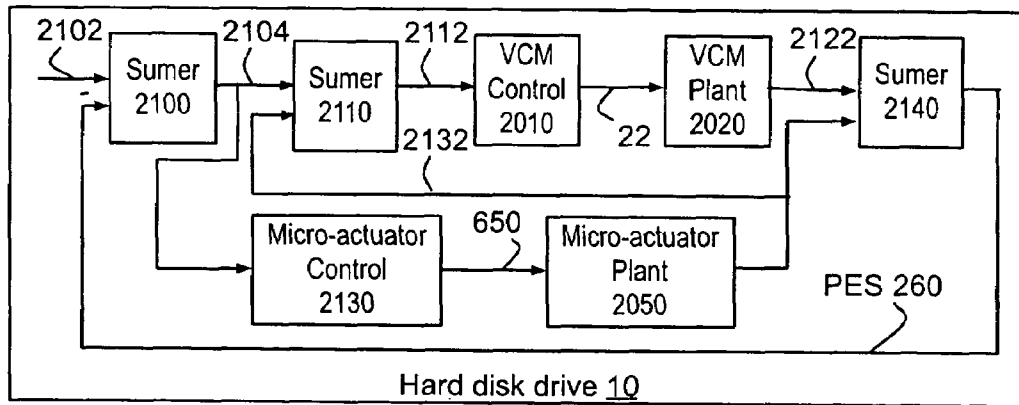 2102
2104
2112
2122
Sumer
2100
Sumer
2110
VCM
Control
2010
VCM
Plant
2020
Sumer
2140
-
22
2132
650
Micro-actuator
Control
2130
Micro-actuator
Plant
2050
PES 260
Hard disk drive 10